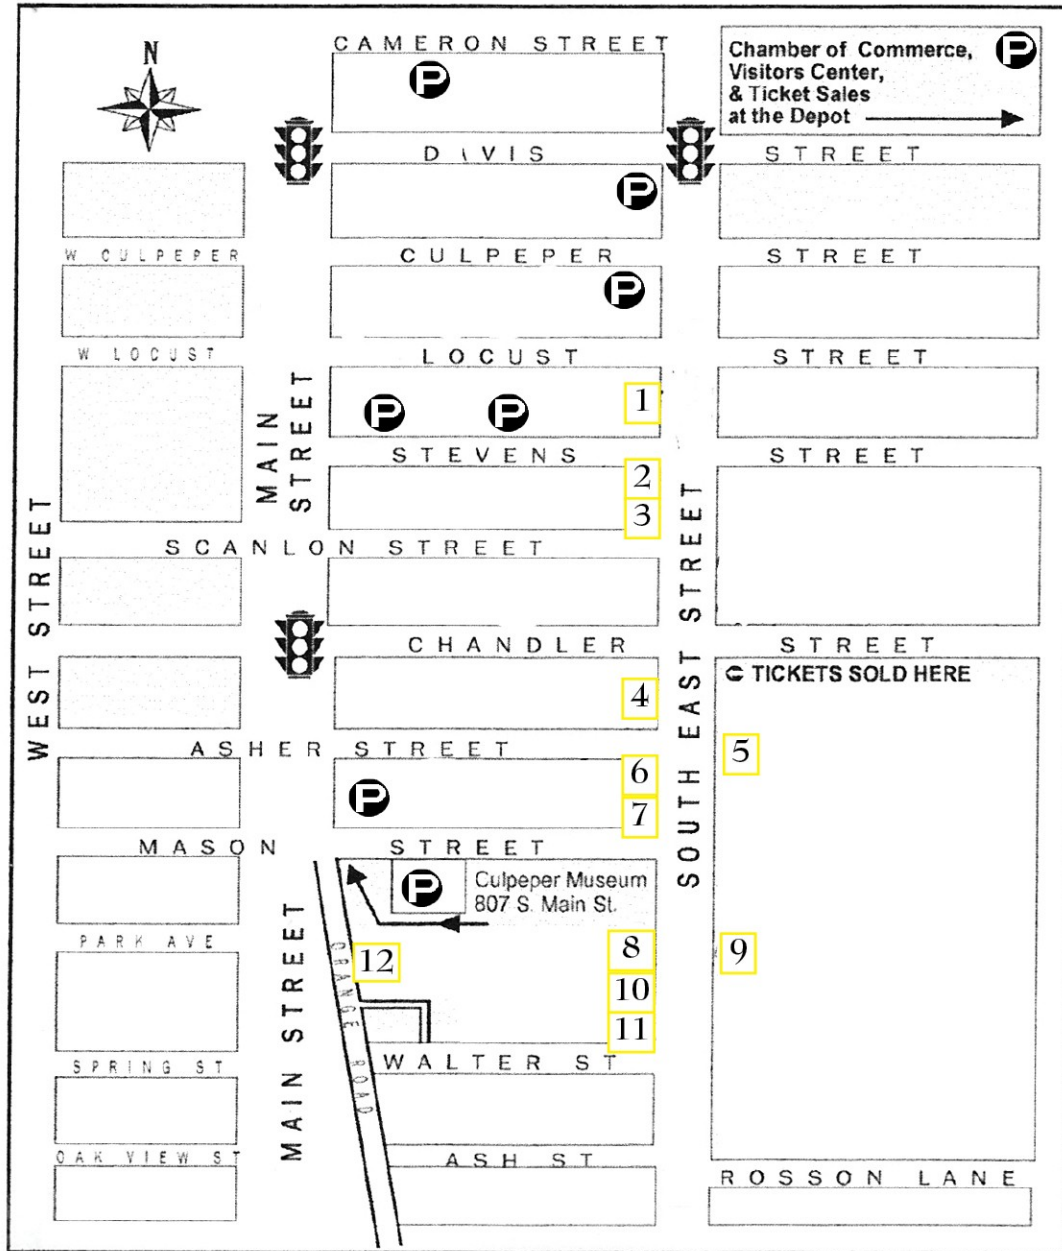 N
CAMERON STREET
P
Chamber of Commerce,
Visitors Center,
& Ticket Sales
at the Depot
P
DAVIS STREET
P
W CULPEPER
CULPEPER STREET
P
W LOCUST
LOCUST STREET
MAIN
STREET
P
P
1
STEVENS STREET
2
3
WEST STREET
SCANLON STREET
SOUTH EAST STREET
CHANDLER STREET
TICKETS SOLD HERE
4
ASHER STREET
5
6
P
7
MASON STREET
P
Culpeper Museum
807 S. Main St.
PARK AVE
MAIN STREET
ORANGE ROAD
12
8
9
10
11
SPRING ST
WALTER ST
OAK VIEW ST
ASH ST
ROSSON LANE